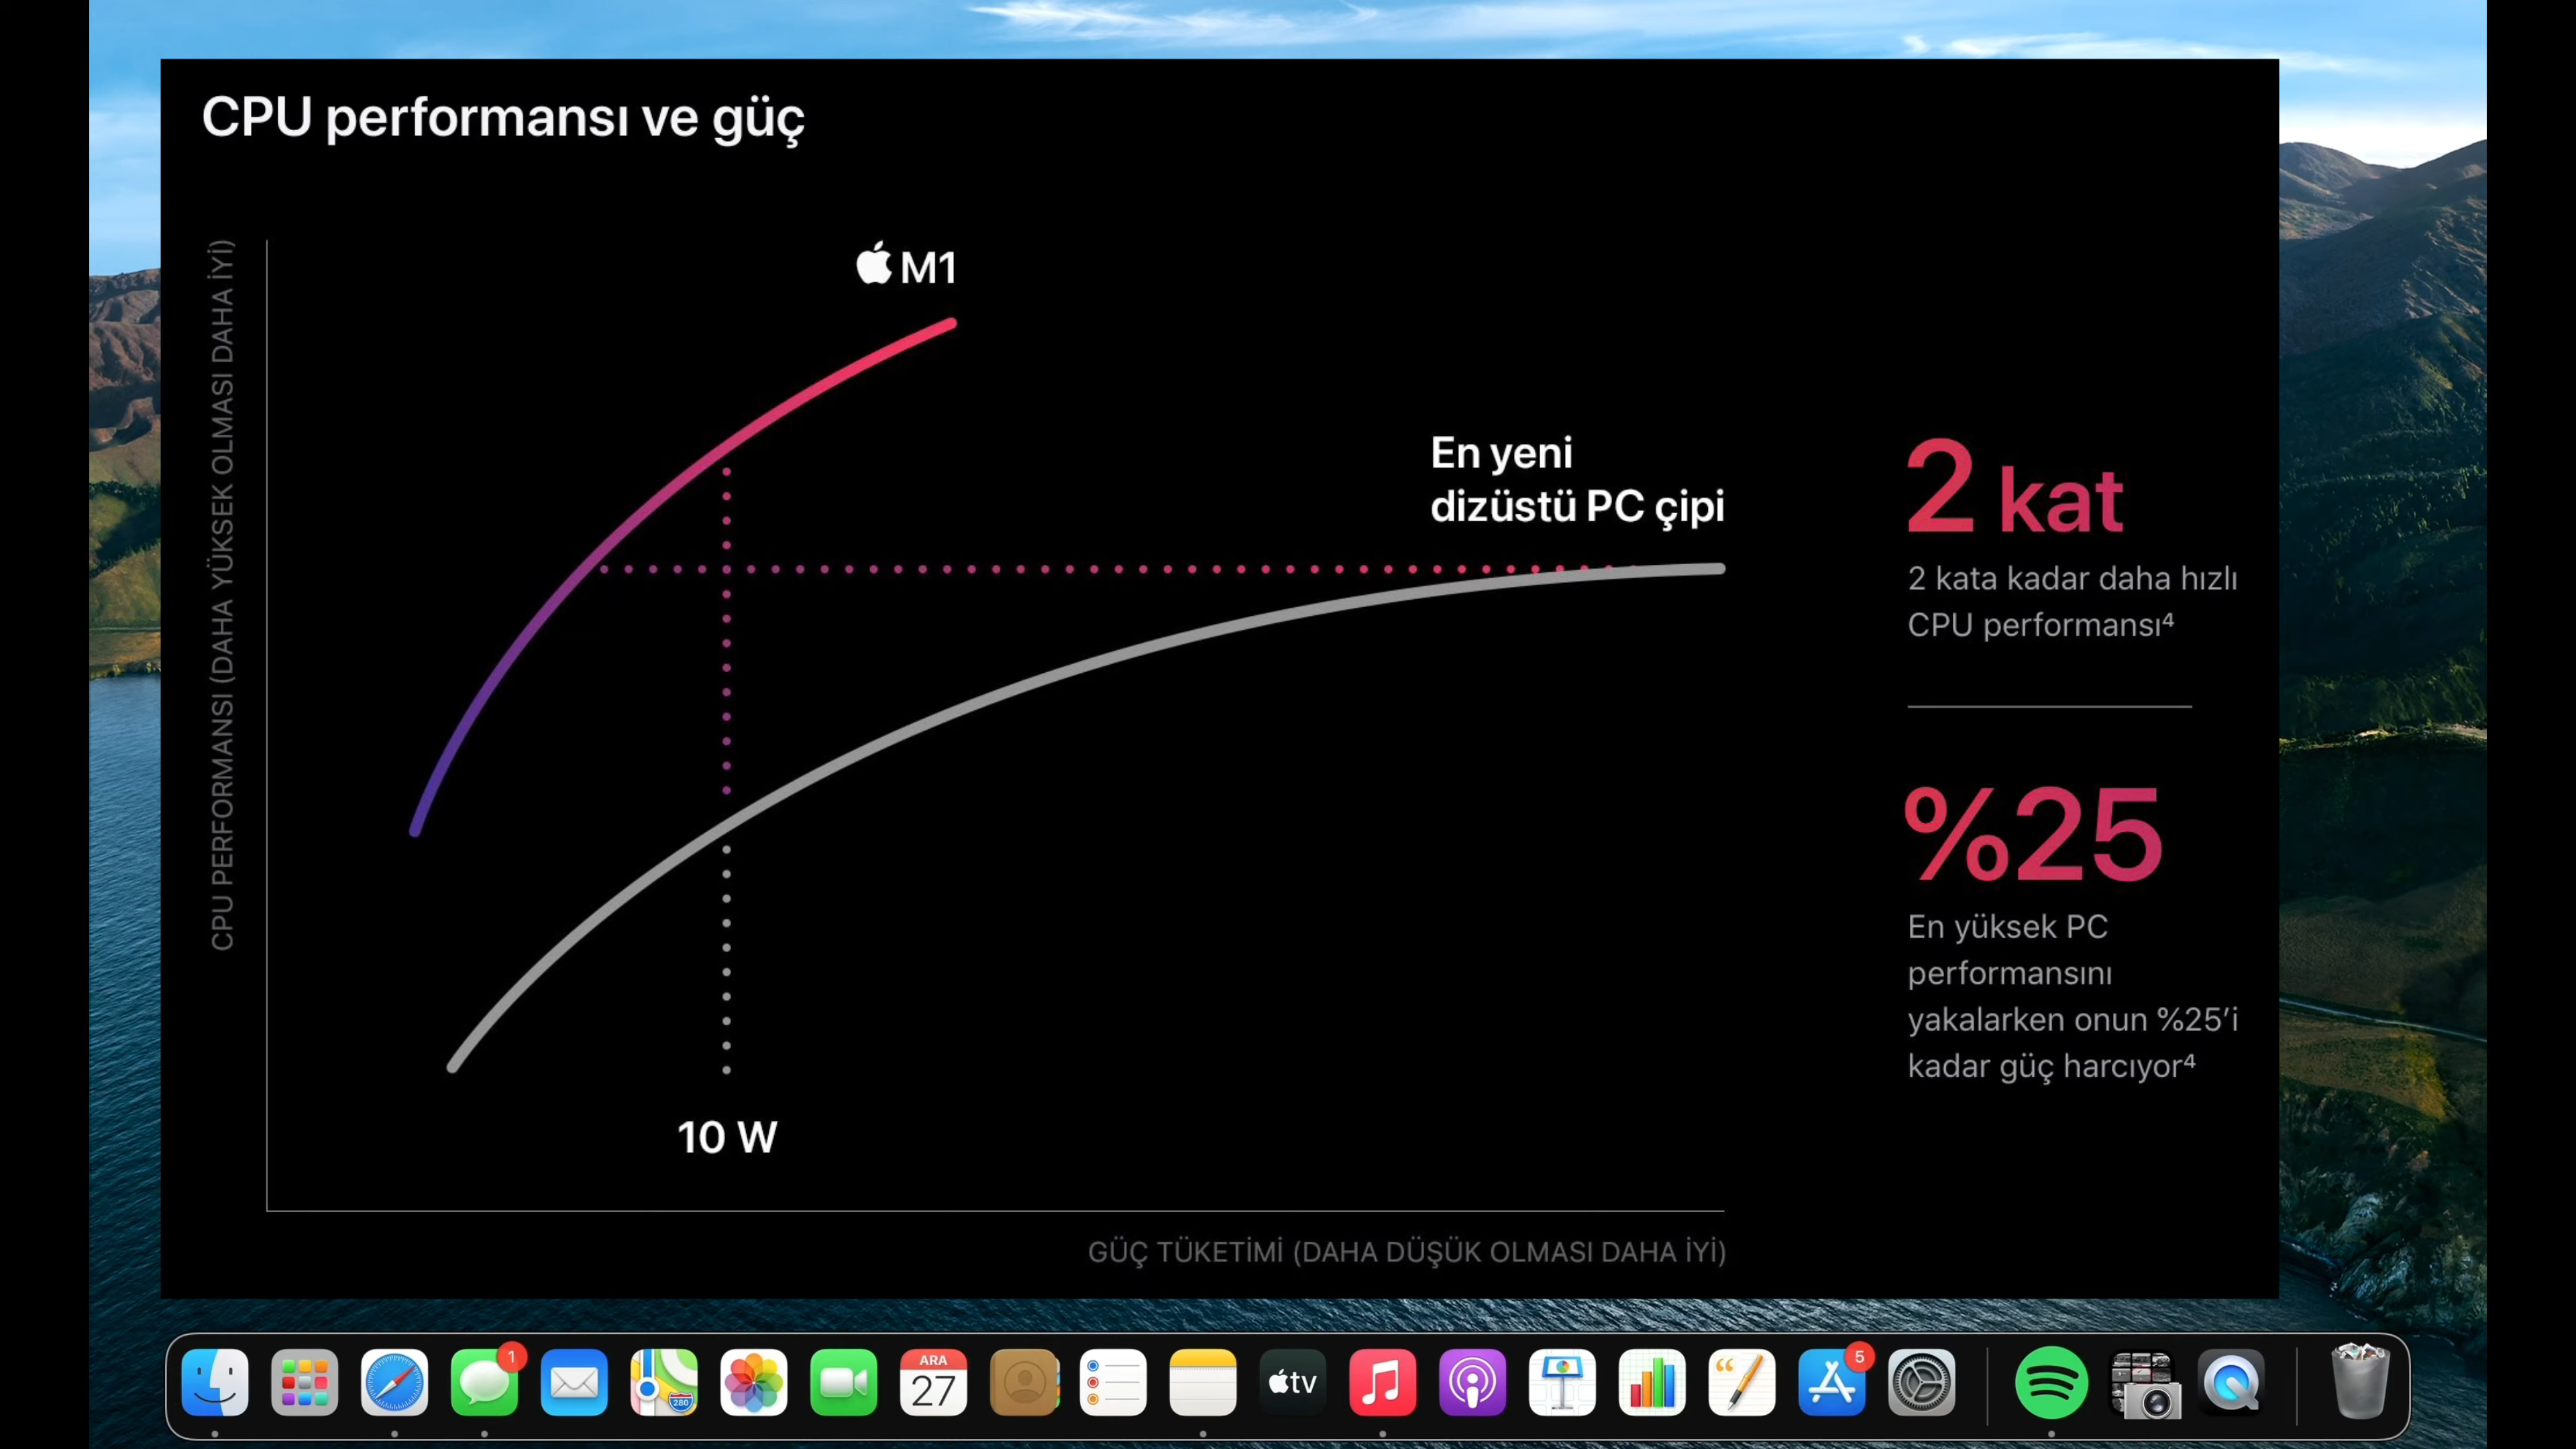 CPU performansı ve güç
CPU PERFORMANSI (DAHA YÜKSEK OLMASI DAHA İYİ)
M1
En yeni
dizüstü PC çipi
10 W
GÜÇ TÜKETİMİ (DAHA DÜŞÜK OLMASI DAHA İYİ)
2 kat
2 kata kadar daha hızlı
CPU performansı⁴
%25
En yüksek PC
performansını
yakalarken onun %25’i
kadar güç harcıyor⁴
1
280
ARA
27
tv
5